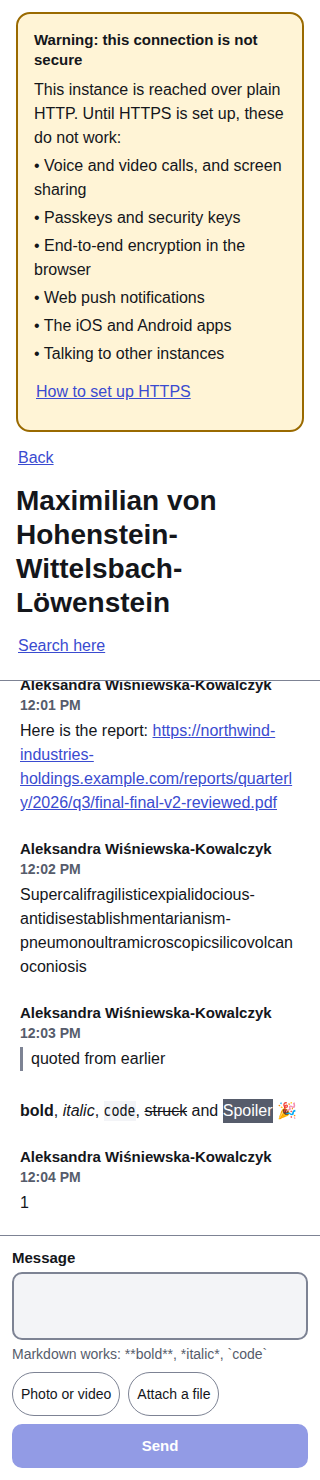 Warning: this connection is not
secure
This instance is reached over plain
HTTP. Until HTTPS is set up, these
do not work:
• Voice and video calls, and screen
sharing
• Passkeys and security keys
• End-to-end encryption in the
browser
• Web push notifications
• The iOS and Android apps
• Talking to other instances
How to set up HTTPS
Back
Maximilian von
Hohenstein-
Wittelsbach-
Löwenstein
Search here
Aleksandra Wiśniewska-Kowalczyk
12:01 PM
Here is the report: https://northwind-
industries-
holdings.example.com/reports/quarterl
y/2026/q3/final-final-v2-reviewed.pdf
Aleksandra Wiśniewska-Kowalczyk
12:02 PM
Supercalifragilisticexpialidocious-
antidisestablishmentarianism-
pneumonoultramicroscopicsilicovolcan
oconiosis
Aleksandra Wiśniewska-Kowalczyk
12:03 PM
quoted from earlier
bold, italic, code, struck and Spoiler 🎉
Aleksandra Wiśniewska-Kowalczyk
12:04 PM
1
Message
Markdown works: **bold**, *italic*, `code`
Photo or video Attach a file
Send